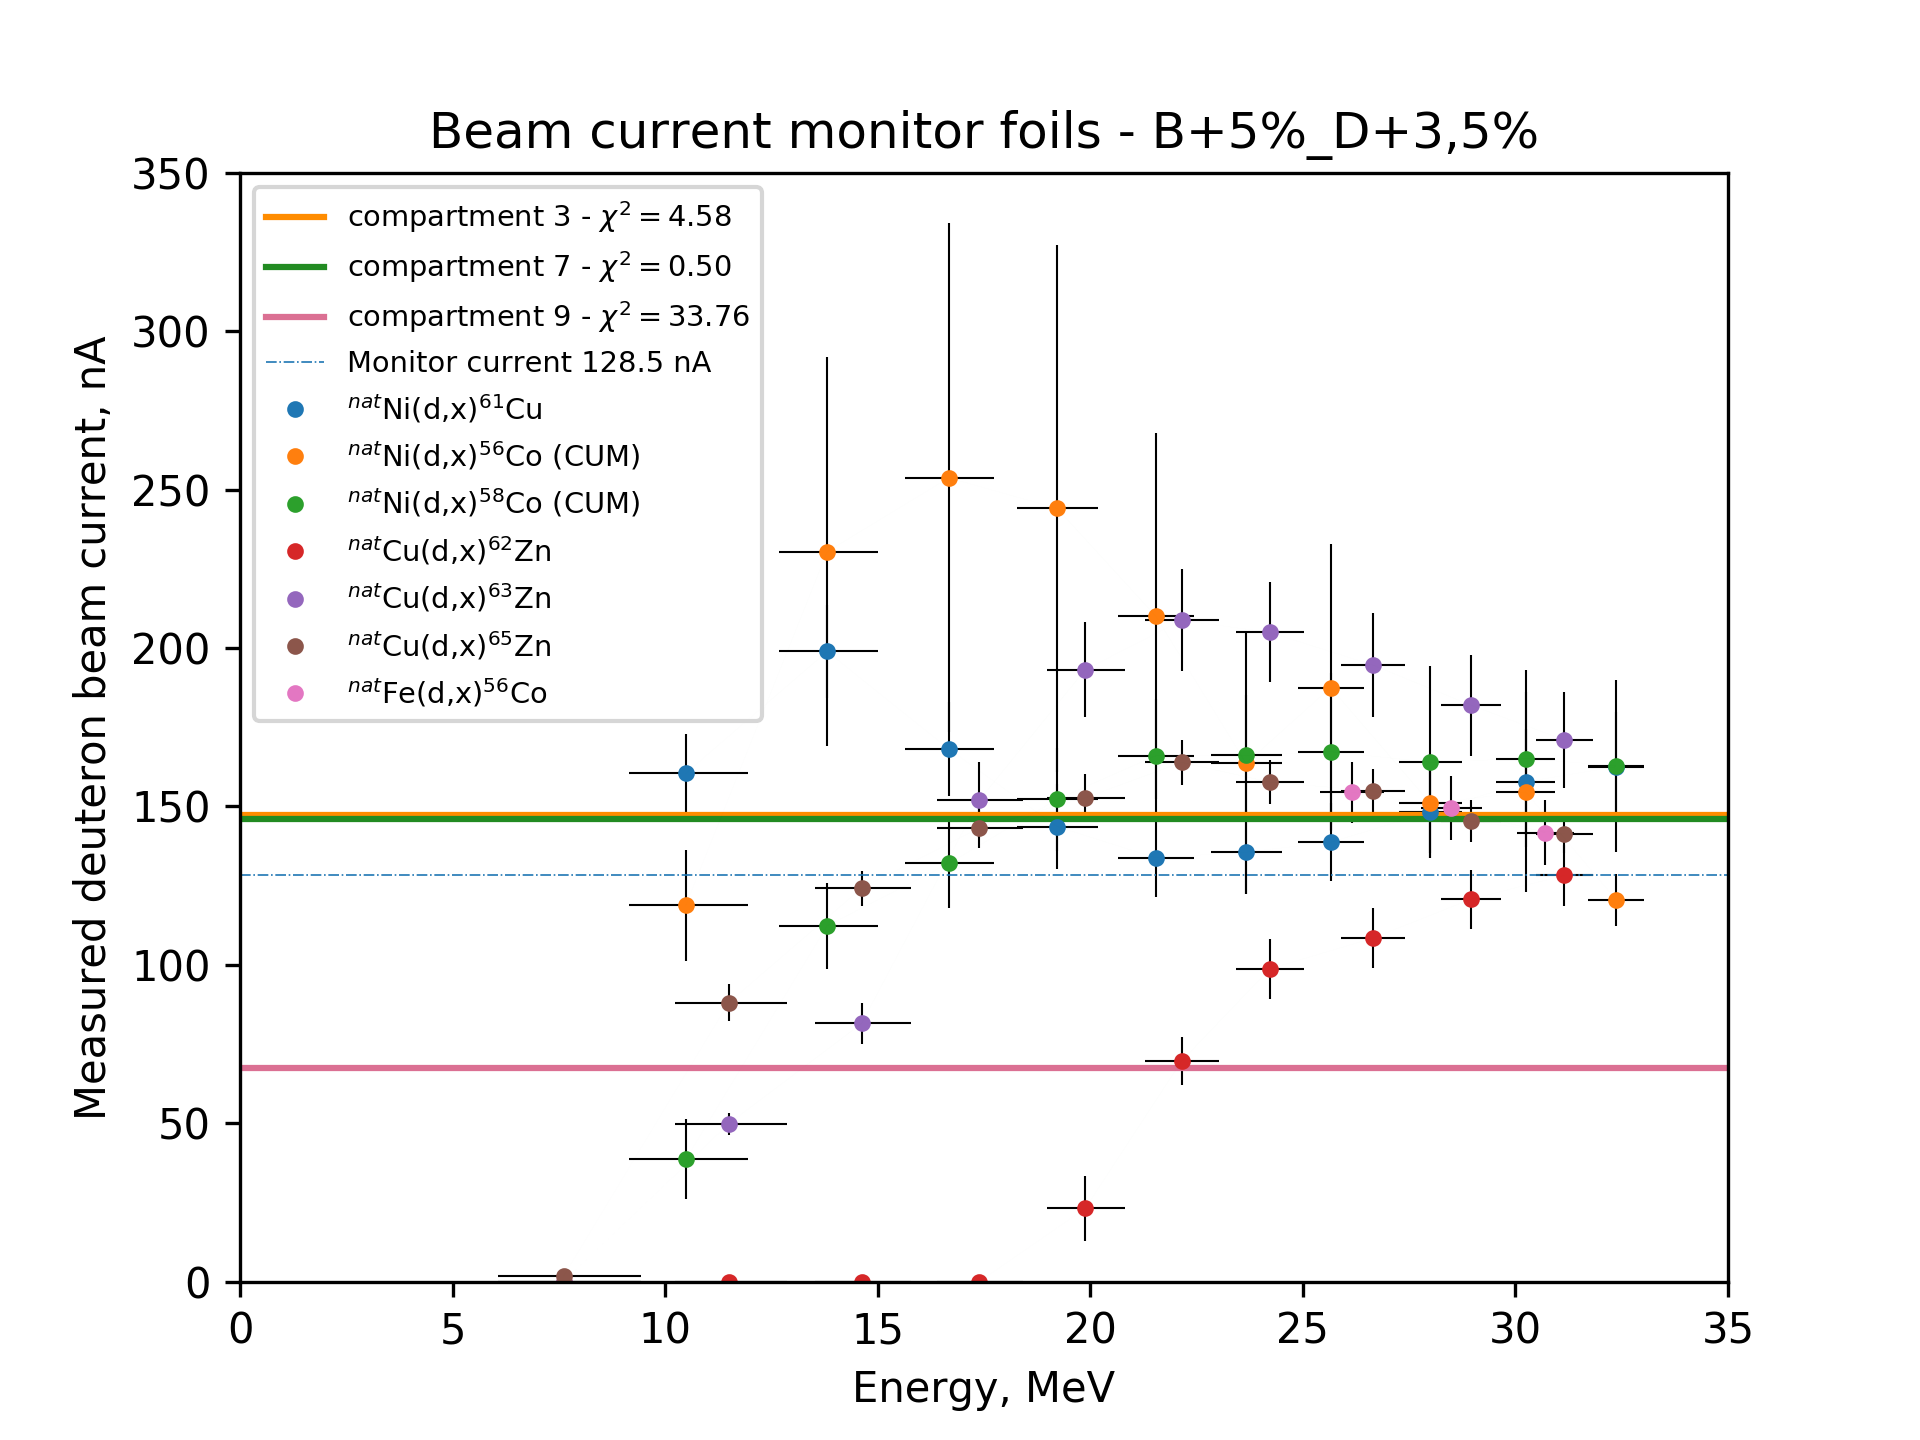 Beam current monitor foils - B+5%_D+3,5%
compartment 3 - χ² = 4.58
compartment 7 - χ² = 0.50
compartment 9 - χ² = 33.76
Monitor current 128.5 nA
ⁿᵃᵗNi(d,x)⁶¹Cu
ⁿᵃᵗNi(d,x)⁵⁶Co (CUM)
ⁿᵃᵗNi(d,x)⁵⁸Co (CUM)
ⁿᵃᵗCu(d,x)⁶²Zn
ⁿᵃᵗCu(d,x)⁶³Zn
ⁿᵃᵗCu(d,x)⁶⁵Zn
ⁿᵃᵗFe(d,x)⁵⁶Co
Measured deuteron beam current, nA
350
300
250
200
150
100
50
0
0 5 10 15 20 25 30 35
Energy, MeV